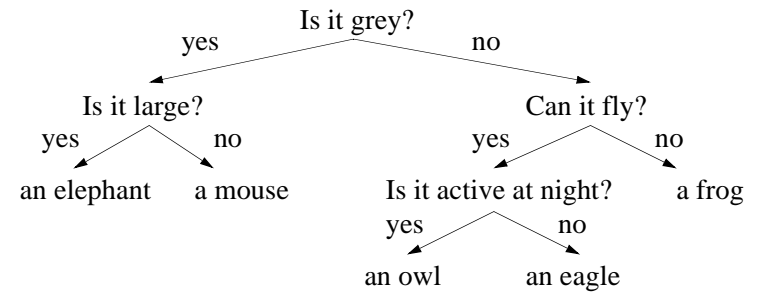 Is it grey?
yes no
Is it large? Can it fly?
yes no yes no
an elephant a mouse Is it active at night? a frog
yes no
an owl an eagle